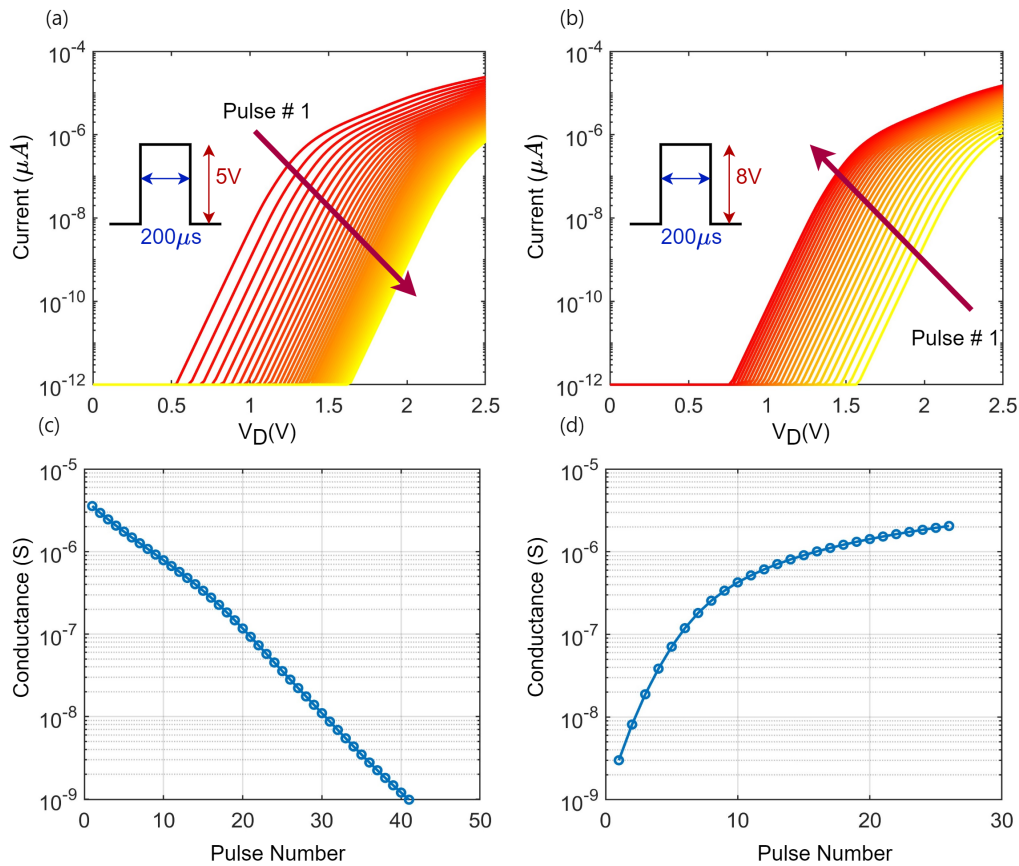 (a)
10⁻⁴
10⁻⁶
10⁻⁸
10⁻¹⁰
10⁻¹²
Current (μA)
Pulse # 1
5V
200μs
0
0.5
1
1.5
2
2.5
V_D(V)
(b)
10⁻⁴
10⁻⁶
10⁻⁸
10⁻¹⁰
10⁻¹²
Current (μA)
8V
200μs
Pulse # 1
0
0.5
1
1.5
2
2.5
V_D(V)
(c)
10⁻⁵
10⁻⁶
10⁻⁷
10⁻⁸
10⁻⁹
Conductance (S)
0
10
20
30
40
50
Pulse Number
(d)
10⁻⁵
10⁻⁶
10⁻⁷
10⁻⁸
10⁻⁹
Conductance (S)
0
10
20
30
Pulse Number